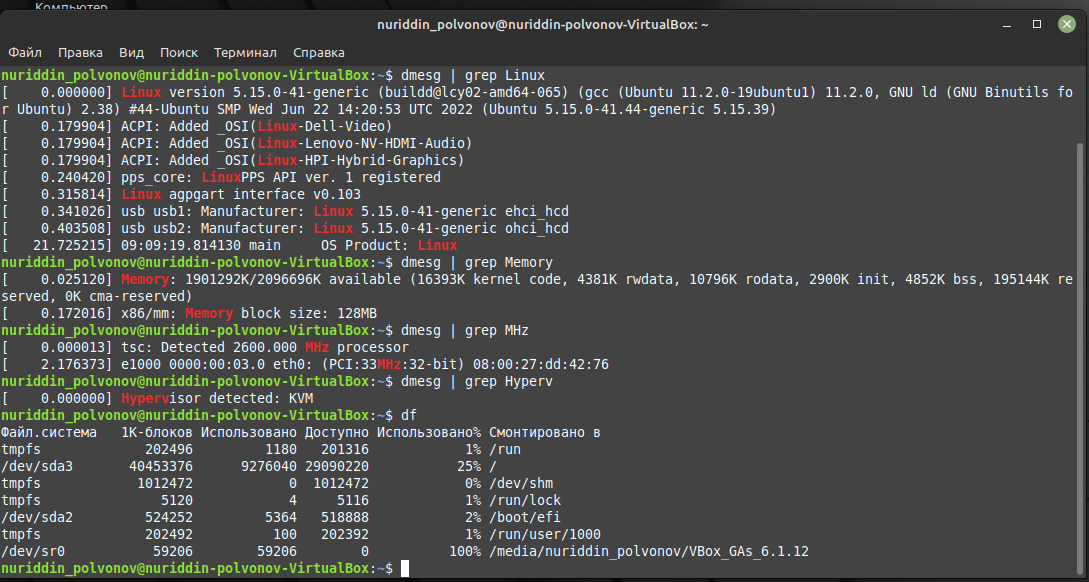 Компьютер
nuriddin_polvonov@nuriddin-polvonov-VirtualBox: ~
Файл Правка Вид Поиск Терминал Справка
nuriddin_polvonov@nuriddin-polvonov-VirtualBox:~$ dmesg | grep Linux
[    0.000000] Linux version 5.15.0-41-generic (buildd@lcy02-amd64-065) (gcc (Ubuntu 11.2.0-19ubuntu1) 11.2.0, GNU ld (GNU Binutils fo
r Ubuntu) 2.38) #44-Ubuntu SMP Wed Jun 22 14:20:53 UTC 2022 (Ubuntu 5.15.0-41.44-generic 5.15.39)
[    0.179904] ACPI: Added _OSI(Linux-Dell-Video)
[    0.179904] ACPI: Added _OSI(Linux-Lenovo-NV-HDMI-Audio)
[    0.179904] ACPI: Added _OSI(Linux-HPI-Hybrid-Graphics)
[    0.240420] pps_core: LinuxPPS API ver. 1 registered
[    0.315814] Linux agpgart interface v0.103
[    0.341026] usb usb1: Manufacturer: Linux 5.15.0-41-generic ehci_hcd
[    0.403508] usb usb2: Manufacturer: Linux 5.15.0-41-generic ohci_hcd
[   21.725215] 09:09:19.814130 main     OS Product: Linux
nuriddin_polvonov@nuriddin-polvonov-VirtualBox:~$ dmesg | grep Memory
[    0.025120] Memory: 1901292K/2096696K available (16393K kernel code, 4381K rwdata, 10796K rodata, 2900K init, 4852K bss, 195144K re
served, 0K cma-reserved)
[    0.172016] x86/mm: Memory block size: 128MB
nuriddin_polvonov@nuriddin-polvonov-VirtualBox:~$ dmesg | grep MHz
[    0.000013] tsc: Detected 2600.000 MHz processor
[    2.176373] e1000 0000:00:03.0 eth0: (PCI:33MHz:32-bit) 08:00:27:dd:42:76
nuriddin_polvonov@nuriddin-polvonov-VirtualBox:~$ dmesg | grep Hyperv
[    0.000000] Hypervisor detected: KVM
nuriddin_polvonov@nuriddin-polvonov-VirtualBox:~$ df
Файл.система   1K-блоков Использовано Доступно Использовано% Смонтировано в
tmpfs             202496         1180   201316            1% /run
/dev/sda3       40453376      9276040 29090220           25% /
tmpfs            1012472            0  1012472            0% /dev/shm
tmpfs               5120            4     5116            1% /run/lock
/dev/sda2         524252         5364   518888            2% /boot/efi
tmpfs             202492          100   202392            1% /run/user/1000
/dev/sr0           59206        59206        0          100% /media/nuriddin_polvonov/VBox_GAs_6.1.12
nuriddin_polvonov@nuriddin-polvonov-VirtualBox:~$